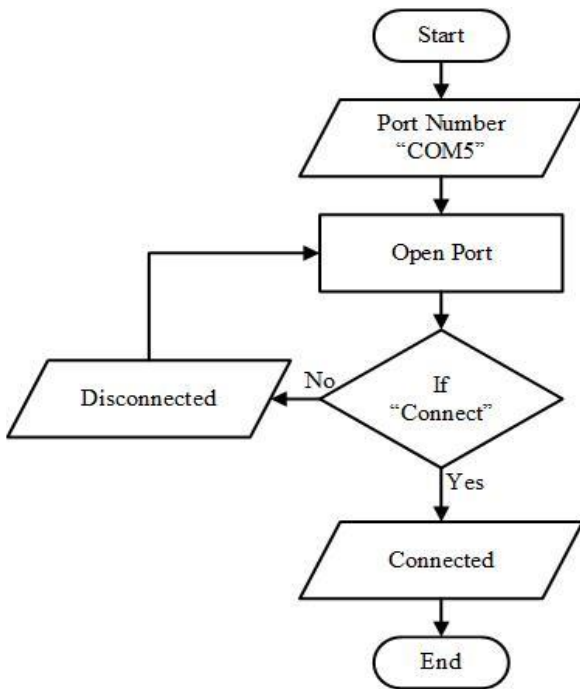 Start
Port Number
“COM5”
Open Port
If
“Connect”
No
Disconnected
Yes
Connected
End